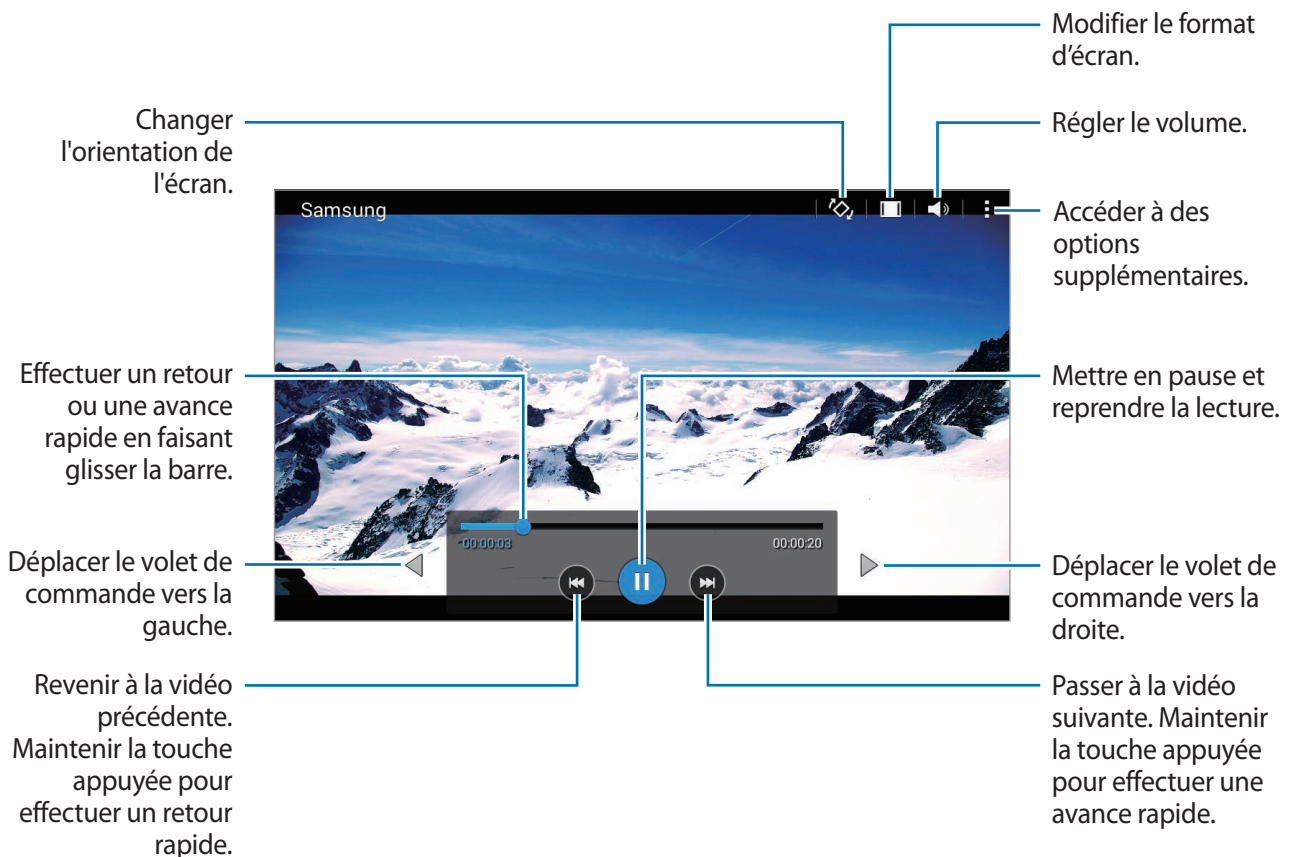 Modifier le format
d’écran.
Changer
l'orientation de
l'écran.
Régler le volume.
Samsung
Accéder à des
options
supplémentaires.
Effectuer un retour
ou une avance
rapide en faisant
glisser la barre.
Mettre en pause et
reprendre la lecture.
00:00:03
00:00:20
Déplacer le volet de
commande vers la
gauche.
Déplacer le volet de
commande vers la
droite.
Revenir à la vidéo
précédente.
Maintenir la touche
appuyée pour
effectuer un retour
rapide.
Passer à la vidéo
suivante. Maintenir
la touche appuyée
pour effectuer une
avance rapide.